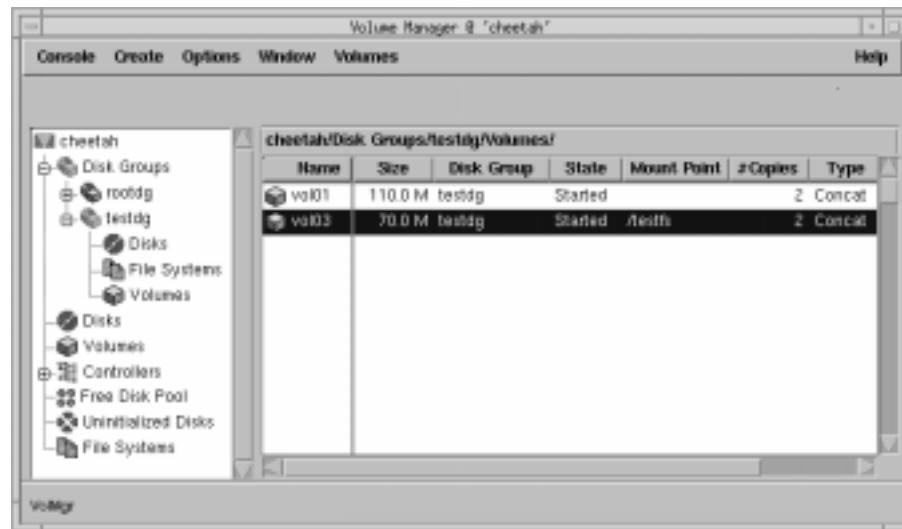 Volume Manager @ 'cheetah'
Console Create Options Window Volumes Help
cheetah
Disk Groups
rootdg
testdg
Disks
File Systems
Volumes
Disks
Volumes
Controllers
Free Disk Pool
Uninitialized Disks
File Systems
cheetah/Disk Groups/testdg/Volumes/
Name Size Disk Group State Mount Point #Copies Type
vol01 110.0 M testdg Started 2 Concat
vol03 70.0 M testdg Started /testfs 2 Concat
VolMgr